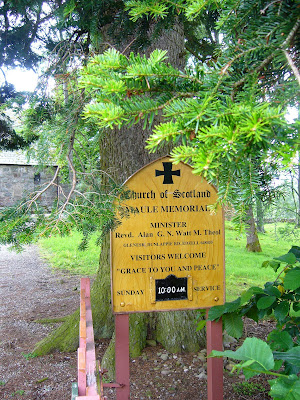 Church of Scotland
MAULE MEMORIAL
MINISTER
Revd. Alan G. N. Watt M. Theol
VISITORS WELCOME
"GRACE TO YOU AND PEACE"
SUNDAY 10:00 AM SERVICE